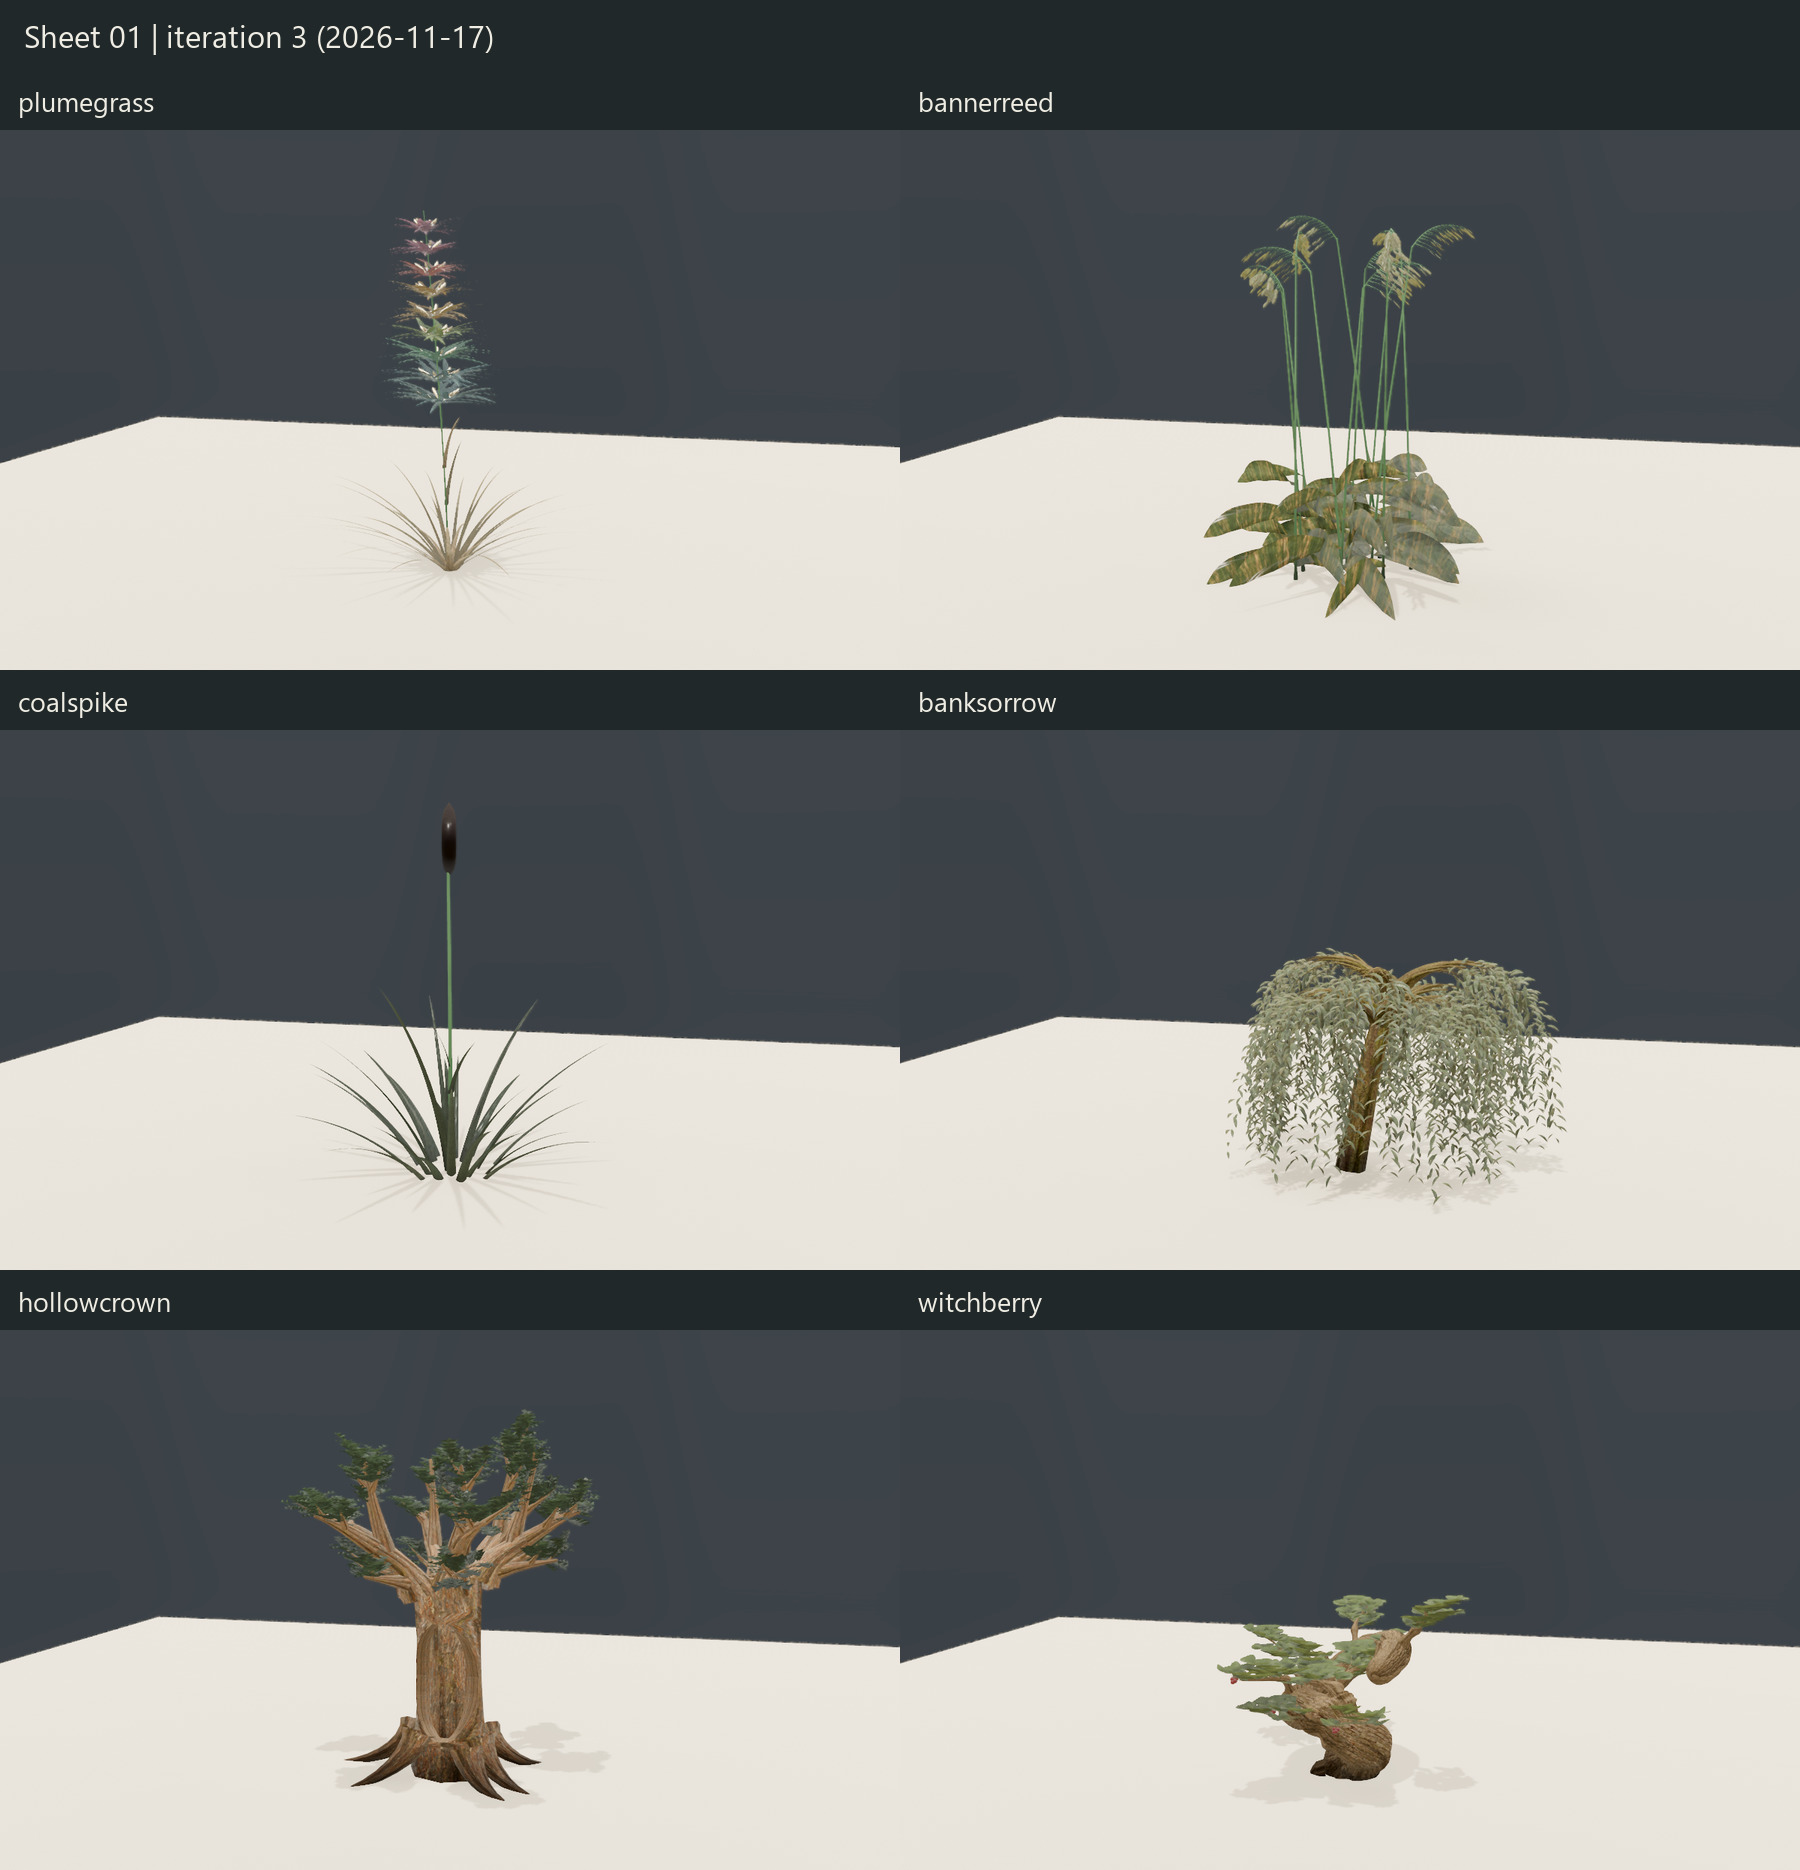 Sheet 01 | iteration 3 (2026-11-17)
plumegrass
bannerreed
coalspike
banksorrow
hollowcrown
witchberry